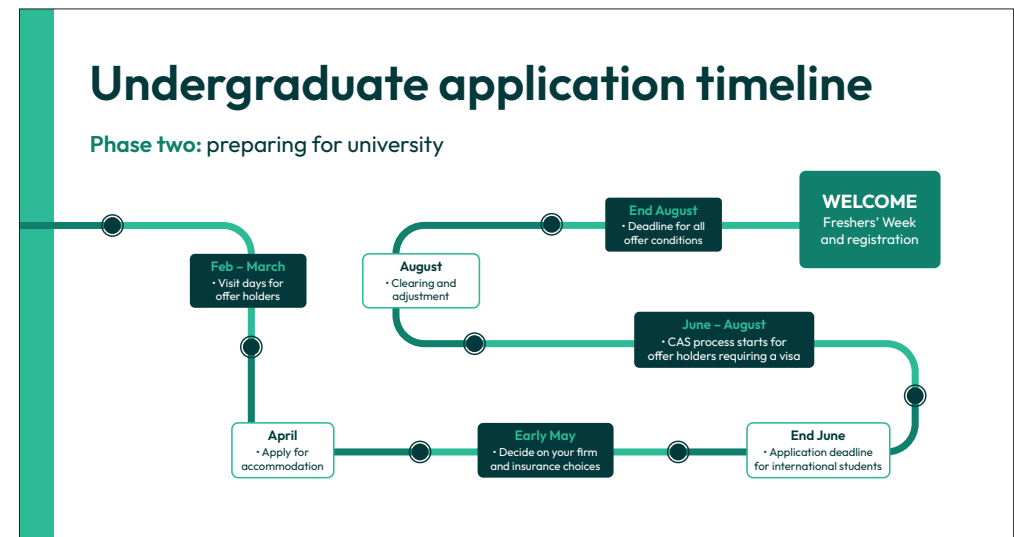 Undergraduate application timeline
Phase two: preparing for university
Feb – March
• Visit days for
offer holders
April
• Apply for
accommodation
Early May
• Decide on your firm
and insurance choices
End June
• Application deadline
for international students
June – August
• CAS process starts for
offer holders requiring a visa
August
• Clearing and
adjustment
End August
• Deadline for all
offer conditions
WELCOME
Freshers’ Week
and registration